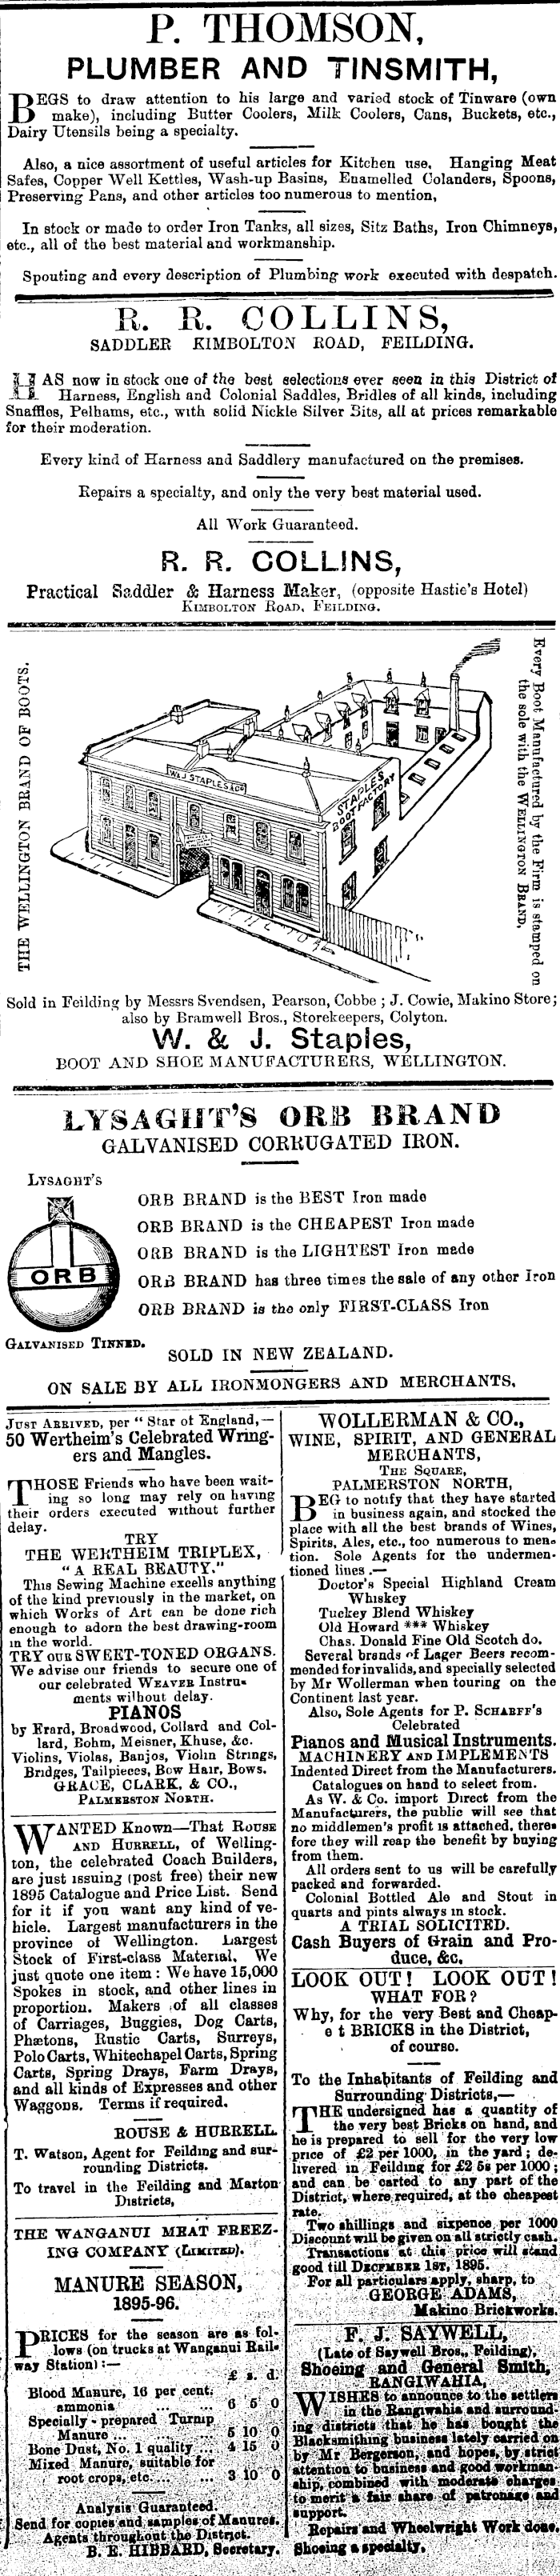 P. THOMSON,
PLUMBER AND TINSMITH,
BEGS to draw attention to his large and varied stock of Tinware (own
make), including Butter Coolers, Milk Coolers, Cans, Buckets, etc.,
Dairy Utensils being a specialty.
Also, a nice assortment of useful articles for Kitchen use, Hanging Meat
Safes, Copper Well Kettles, Wash-up Basins, Enamelled Colanders, Spoons,
Preserving Pans, and other articles too numerous to mention,
In stock or made to order Iron Tanks, all sizes, Sitz Baths, Iron Chimneys,
etc., all of the best material and workmanship.
Spouting and every description of Plumbing work executed with despatch.
R. R. COLLINS,
SADDLER KIMBOLTON ROAD, FEILDING.
HAS now in stock one of the best selections ever seen in this District of
Harness, English and Colonial Saddles, Bridles of all kinds, including
Snaffles, Pelhams, etc., with solid Nickle Silver Bits, all at prices remarkable
for their moderation.
Every kind of Harness and Saddlery manufactured on the premises.
Repairs a specialty, and only the very best material used.
All Work Guaranteed.
R. R. COLLINS,
Practical Saddler & Harness Maker, (opposite Hastie's Hotel)
KIMBOLTON ROAD, FEILDING.
THE WELLINGTON BRAND OF BOOTS.
W & J STAPLES & Co
STAPLES
BOOT FACTORY
Every Boot Manufactured by the Firm is stamped on
the sole with the WELLINGTON BRAND,
Sold in Feilding by Messrs Svendsen, Pearson, Cobbe ; J. Cowie, Makino Store;
also by Bramwell Bros., Storekeepers, Colyton.
W. & J. Staples,
BOOT AND SHOE MANUFACTURERS, WELLINGTON.
LYSAGHT'S ORB BRAND
GALVANISED CORRUGATED IRON.
LYSAGHT'S
ORB
GALVANISED TINNED.
ORB BRAND is the BEST Iron made
ORB BRAND is the CHEAPEST Iron made
ORB BRAND is the LIGHTEST Iron made
ORB BRAND has three times the sale of any other Iron
ORB BRAND is the only FIRST-CLASS Iron
SOLD IN NEW ZEALAND.
ON SALE BY ALL IRONMONGERS AND MERCHANTS,
JUST ARRIVED, per " Star of England,—
50 Wertheim's Celebrated Wring-
ers and Mangles.
THOSE Friends who have been wait-
ing so long may rely on having
their orders executed without further
delay.
TRY
THE WERTHEIM TRIPLEX,
" A REAL BEAUTY."
This Sewing Machine excells anything
of the kind previously in the market, on
which Works of Art can be done rich
enough to adorn the best drawing-room
in the world.
TRY OUR SWEET-TONED ORGANS.
We advise our friends to secure one of
our celebrated WEAVER Instru-
ments without delay.
PIANOS
by Erard, Broadwood, Collard and Col-
lard, Bohm, Meisner, Khuse, &c.
Violins, Violas, Banjos, Violin Strings,
Bridges, Tailpieces, Bow Hair, Bows.
GRACE, CLARK, & CO.,
PALMERSTON NORTH.
WANTED Known—That ROUSE
AND HURRELL, of Welling-
ton, the celebrated Coach Builders,
are just issuing (post free) their new
1895 Catalogue and Price List. Send
for it if you want any kind of ve-
hicle. Largest manufacturers in the
province of Wellington. Largest
Stock of First-class Material. We
just quote one item : We have 15,000
Spokes in stock, and other lines in
proportion. Makers of all classes
of Carriages, Buggies, Dog Carts,
Phætons, Rustic Carts, Surreys,
Polo Carts, Whitechapel Carts, Spring
Carts, Spring Drays, Farm Drays,
and all kinds of Expresses and other
Waggons. Terms if required.
ROUSE & HURRELL.
T. Watson, Agent for Feilding and sur-
rounding Districts.
To travel in the Feilding and Marton
Districts,
THE WANGANUI MEAT FREEZ-
ING COMPANY (LIMITED).
MANURE SEASON,
1895-96.
PRICES for the season are as fol-
lows (on trucks at Wanganui Rail-
way Station) :—
£ s. d.
Blood Manure, 16 per cent.
ammonia ... ... 6 5 0
Specially-prepared Turnip
Manure ... ... ... 5 10 0
Bone Dust, No. 1 quality ... 4 15 0
Mixed Manure, suitable for
root crops, etc. ... ... 3 10 0
Analysis Guaranteed.
Send for copies and samples of Manures.
Agents throughout the District.
B. E. HIBBARD, Secretary.
WOLLERMAN & CO.,
WINE, SPIRIT, AND GENERAL
MERCHANTS,
THE SQUARE,
PALMERSTON NORTH,
BEG to notify that they have started
in business again, and stocked the
place with all the best brands of Wines,
Spirits, Ales, etc., too numerous to men-
tion. Sole Agents for the undermen-
tioned lines .—
Doctor's Special Highland Cream
Whiskey
Tuckey Blend Whiskey
Old Howard *** Whiskey
Chas. Donald Fine Old Scotch do.
Several brands of Lager Beers recom-
mended for invalids, and specially selected
by Mr Wollerman when touring on the
Continent last year.
Also, Sole Agents for P. SCHARFF'S
Celebrated
Pianos and Musical Instruments.
MACHINERY AND IMPLEMENTS
Indented Direct from the Manufacturers.
Catalogues on hand to select from.
As W. & Co. import Direct from the
Manufacturers, the public will see that
no middlemen's profit is attached, there-
fore they will reap the benefit by buying
from them.
All orders sent to us will be carefully
packed and forwarded.
Colonial Bottled Ale and Stout in
quarts and pints always in stock.
A TRIAL SOLICITED.
Cash Buyers of Grain and Pro-
duce, &c.
LOOK OUT! LOOK OUT!
WHAT FOR?
Why, for the very Best and Cheap-
e t BRICKS in the District,
of course.
To the Inhabitants of Feilding and
Surrounding Districts,—
THE undersigned has a quantity of
the very best Bricks on hand, and
he is prepared to sell for the very low
price of £2 per 1000, in the yard ; de-
livered in Feilding for £2 5s per 1000 ;
and can be carted to any part of the
District, where required, at the cheapest
rate.
Two shillings and sixpence per 1000
Discount will be given on all strictly cash.
Transactions at this price will stand
good till DECEMBER 1ST, 1895.
For all particulars apply, sharp, to
GEORGE ADAMS,
Makino Brickworks.
F. J. SAYWELL,
(Late of Saywell Bros., Feilding),
Shoeing and General Smith,
RANGIWAHIA,
WISHES to announce to the settlers
in the Rangiwahia and surround-
ing districts that he has bought the
Blacksmithing business lately carried on
by Mr Bergerson, and hopes, by strict
attention to business and good workman-
ship, combined with moderate charges
to merit a fair share of patronage and
support.
Repairs and Wheelwright Work done.
Shoeing a specialty.